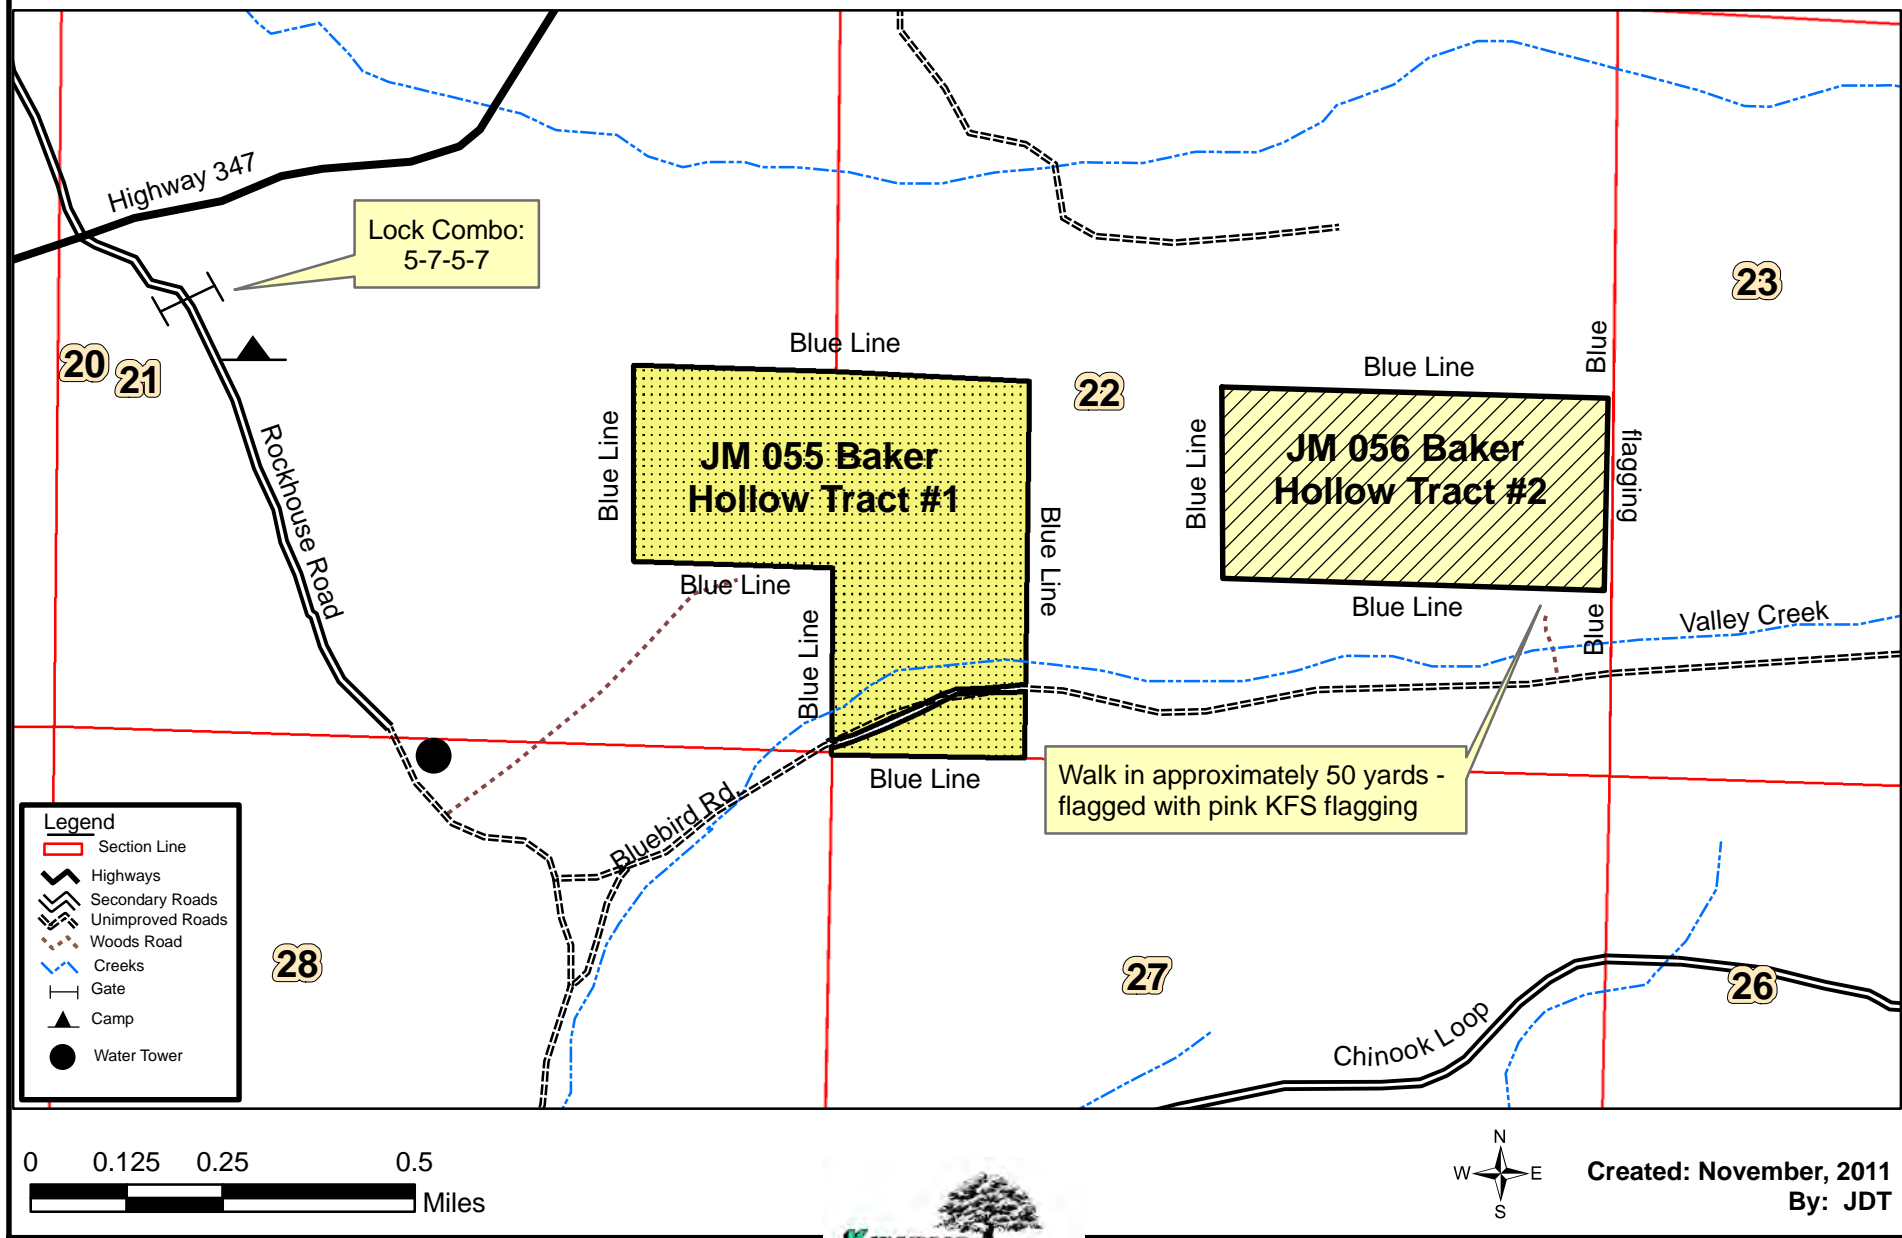 Highway 347
Lock Combo:
5-7-5-7
23
Blue Line
Blue Line
Blue
20
21
22
Blue Line
JM 055 Baker
Hollow Tract #1
Blue Line
JM 056 Baker
Hollow Tract #2
flagging
Rockhouse Road
Blue Line
Blue Line
Blue Line
Blue Line
Blue
Valley Creek
Blue Line
Walk in approximately 50 yards -
flagged with pink KFS flagging
Bluebird Rd.
Legend
Section Line
Highways
Secondary Roads
Unimproved Roads
Woods Road
Creeks
Gate
Camp
Water Tower
28
27
26
Chinook Loop
0 0.125 0.25 0.5
Miles
N
W E
S
Created: November, 2011
By: JDT